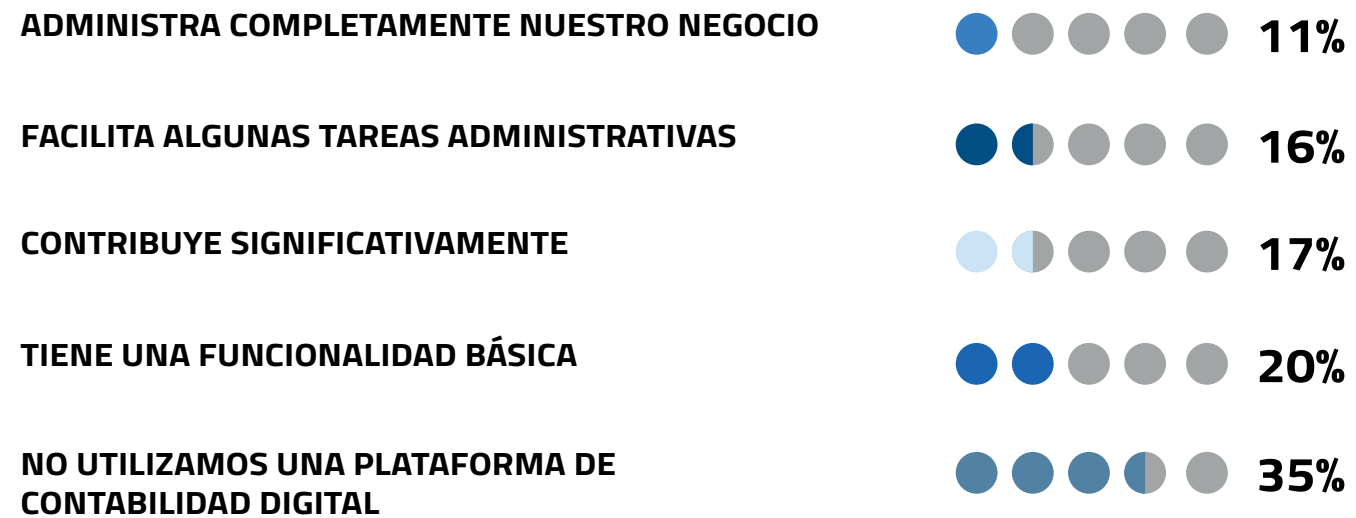 ADMINISTRA COMPLETAMENTE NUESTRO NEGOCIO 11%
FACILITA ALGUNAS TAREAS ADMINISTRATIVAS 16%
CONTRIBUYE SIGNIFICATIVAMENTE 17%
TIENE UNA FUNCIONALIDAD BÁSICA 20%
NO UTILIZAMOS UNA PLATAFORMA DE
CONTABILIDAD DIGITAL 35%